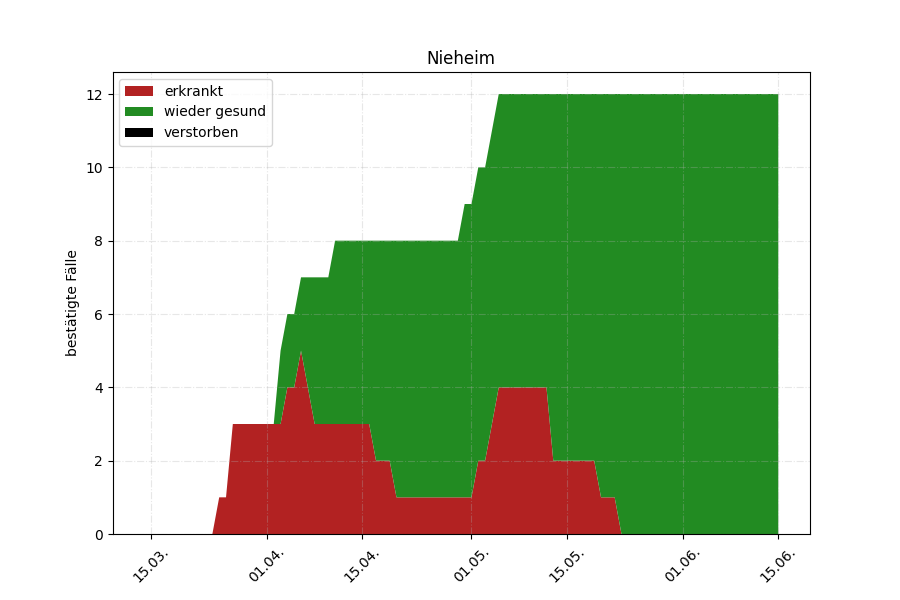 Nieheim
erkrankt
wieder gesund
verstorben
bestätigte Fälle
12
10
8
6
4
2
0
15.03.
01.04.
15.04.
01.05.
15.05.
01.06.
15.06.